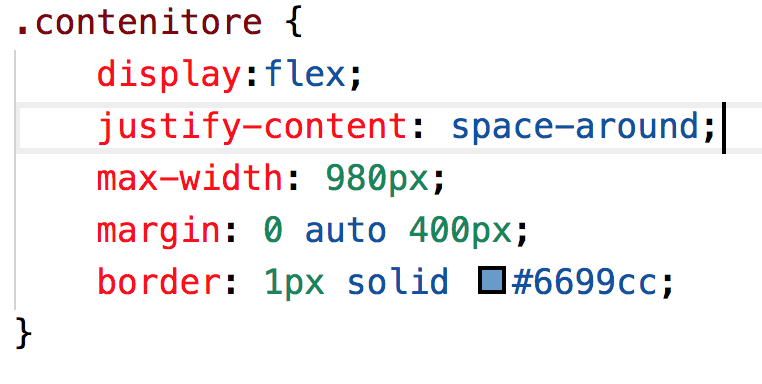 .contenitore {
display:flex;
justify-content: space-around;
max-width: 980px;
margin: 0 auto 400px;
border: 1px solid #6699cc;
}